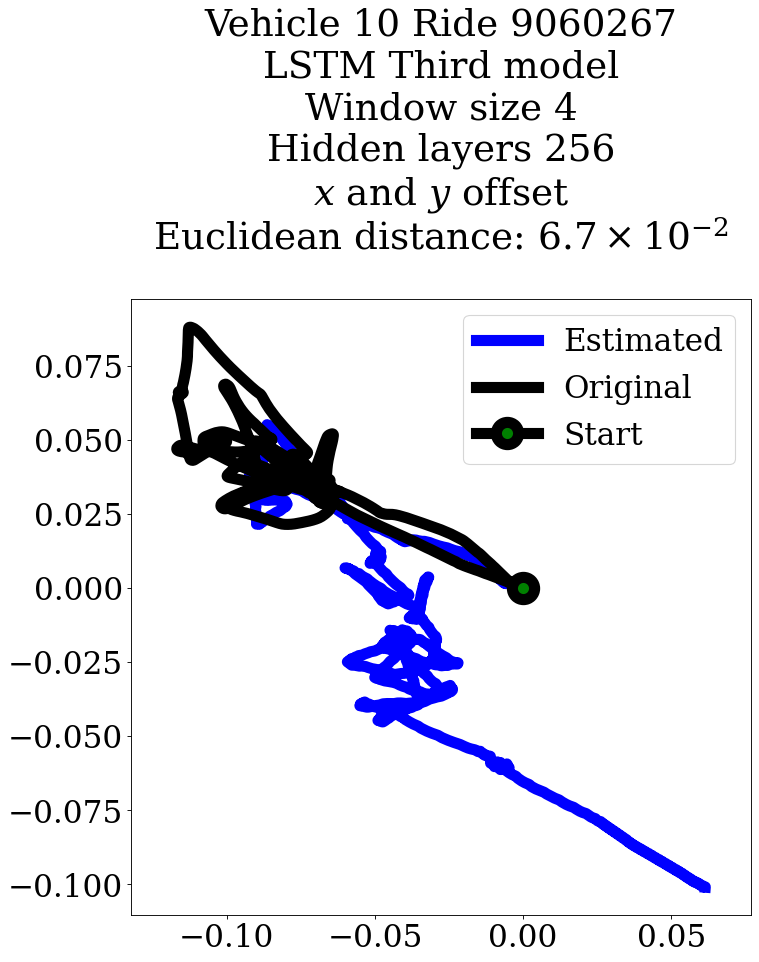 Vehicle 10 Ride 9060267
LSTM Third model
Window size 4
Hidden layers 256
x and y offset
Euclidean distance: 6.7 × 10⁻²
Estimated
Original
Start
0.075
0.050
0.025
0.000
−0.025
−0.050
−0.075
−0.100
−0.10
−0.05
0.00
0.05